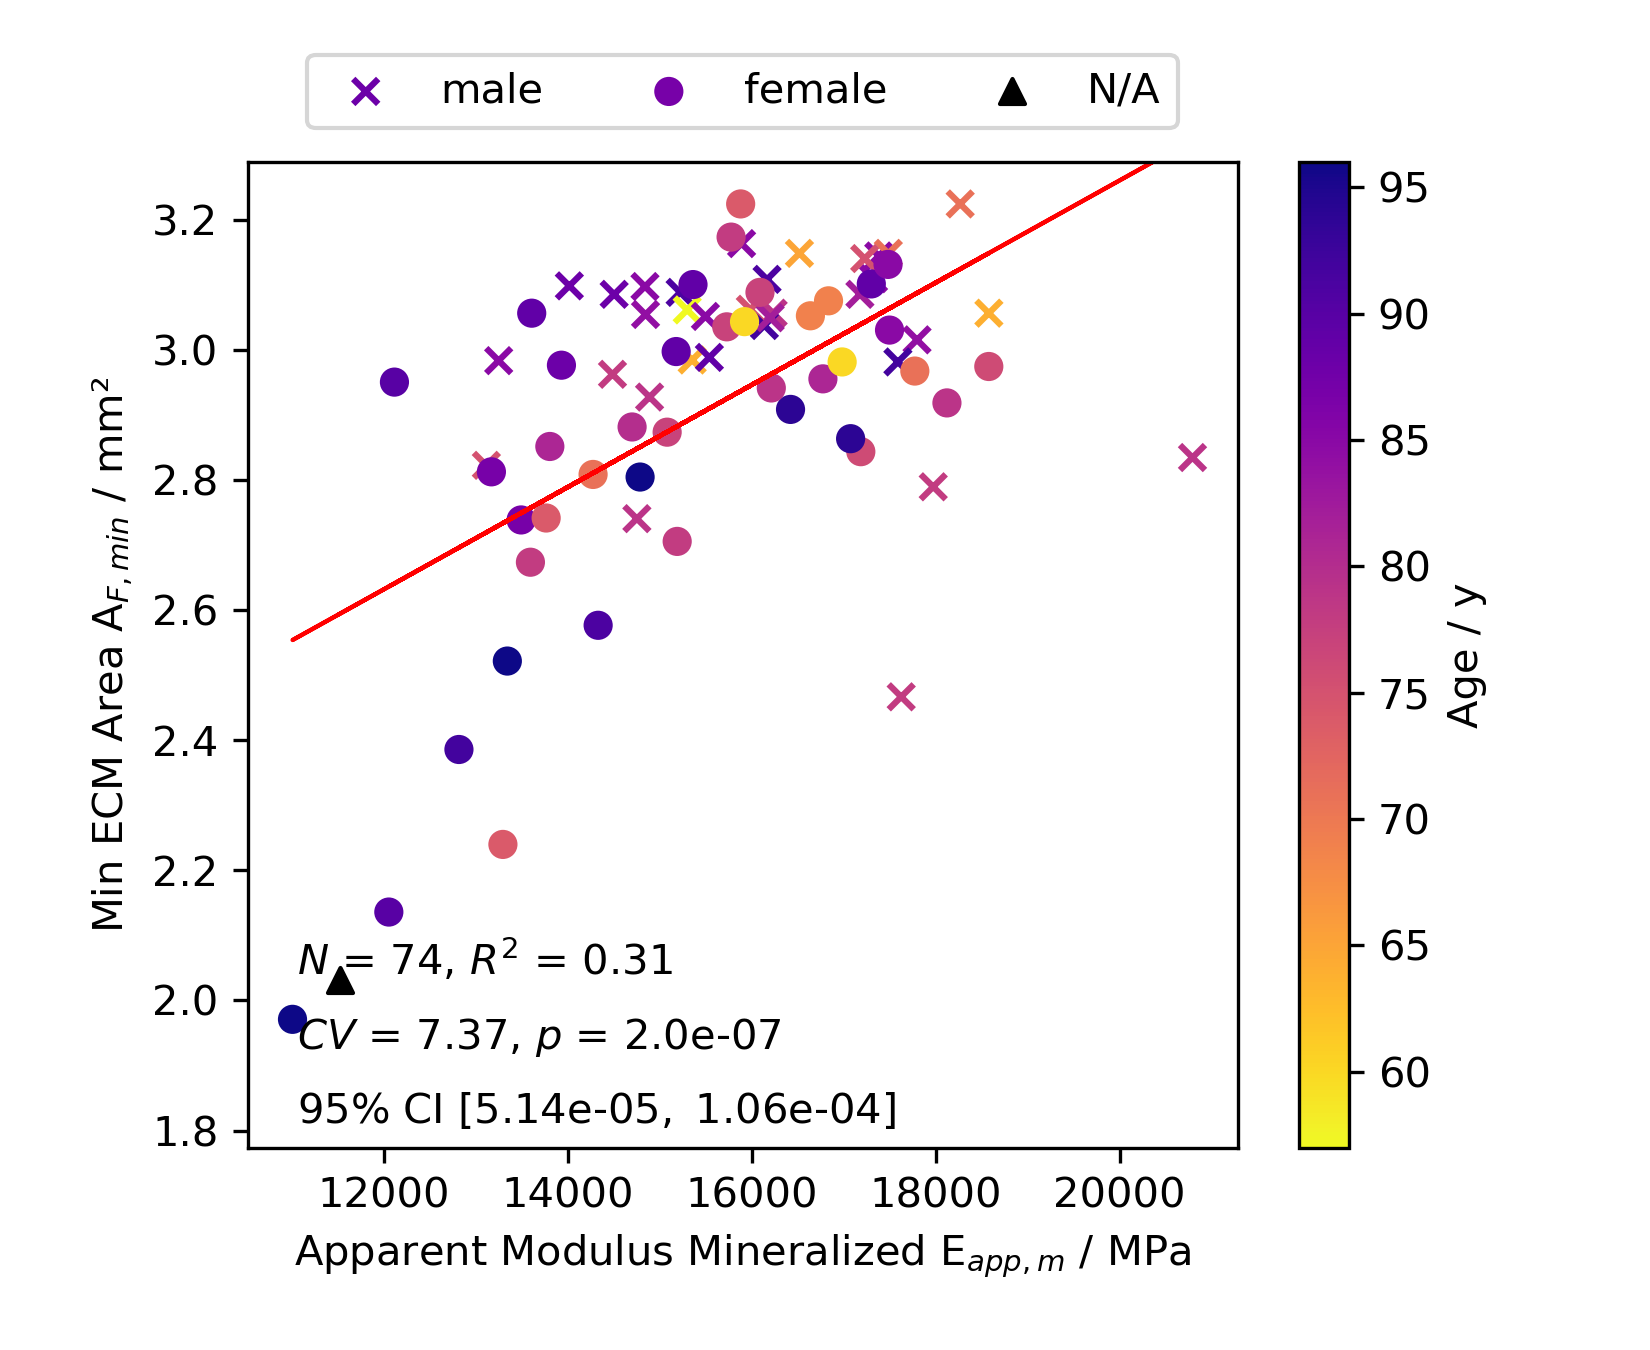 male female N/A
3.2
3.0
2.8
2.6
2.4
2.2
2.0
1.8
Min ECM Area A_F,min / mm²
N = 74, R² = 0.31
CV = 7.37, p = 2.0e-07
95% CI [5.14e-05, 1.06e-04]
12000 14000 16000 18000 20000
Apparent Modulus Mineralized E_app,m / MPa
95
90
85
80
75
70
65
60
Age / y